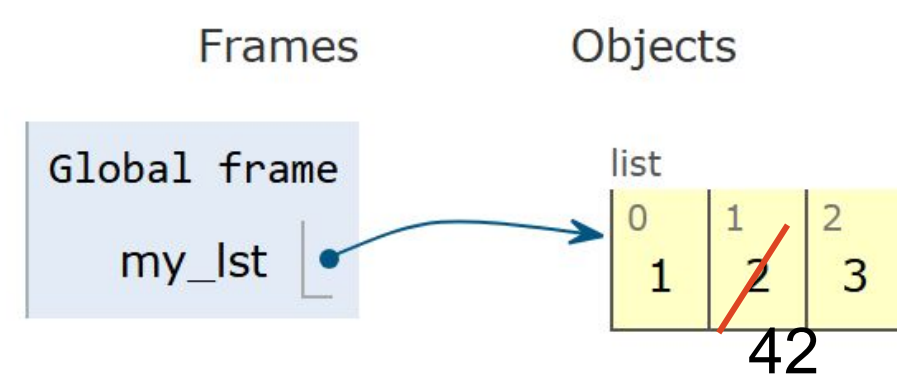 Frames Objects
Global frame
list
my_lst
0 1 2
1 2 3
42